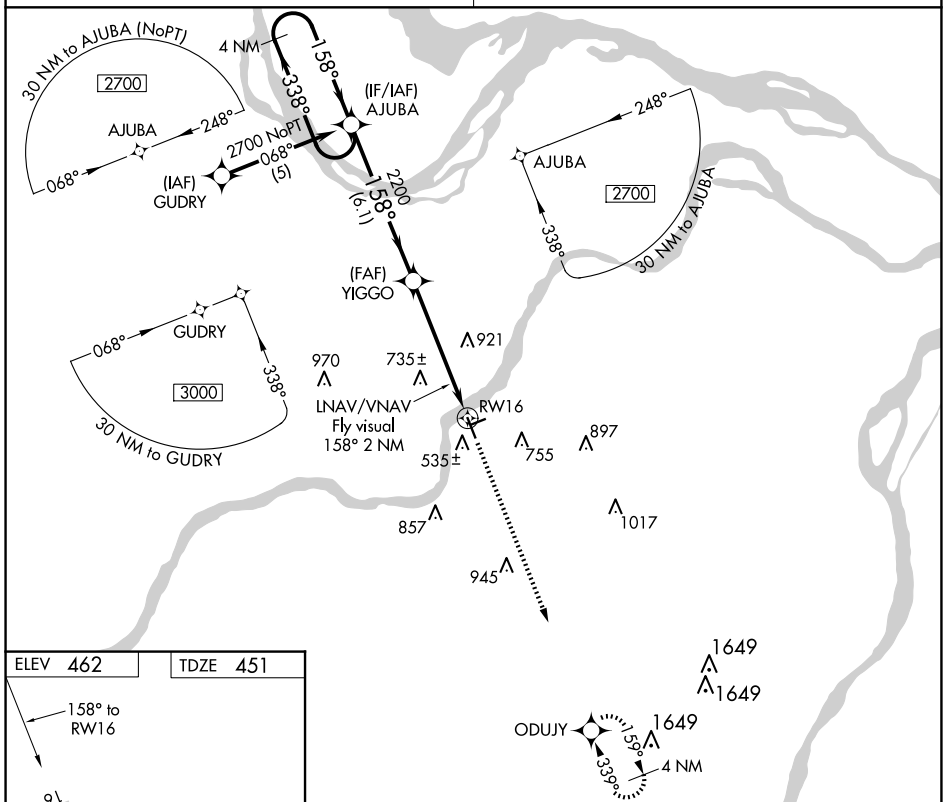 30 NM to AJUBA (NoPT)
2700
AJUBA
248°
068°
4 NM
158°
338°
(IF/IAF)
AJUBA
2700 NoPT
068°
(5)
(IAF)
GUDRY
2200
158°
(6.1)
248°
AJUBA
2700
338°
30 NM to AJUBA
(FAF)
YIGGO
068°
GUDRY
338°
3000
30 NM to GUDRY
921
970
735±
LNAV/VNAV
Fly visual
158° 2 NM
RW16
535±
755
897
857
1017
945
1649
1649
1649
ODUJY
159°
339°
4 NM
ELEV 462
TDZE 451
158° to
RW16